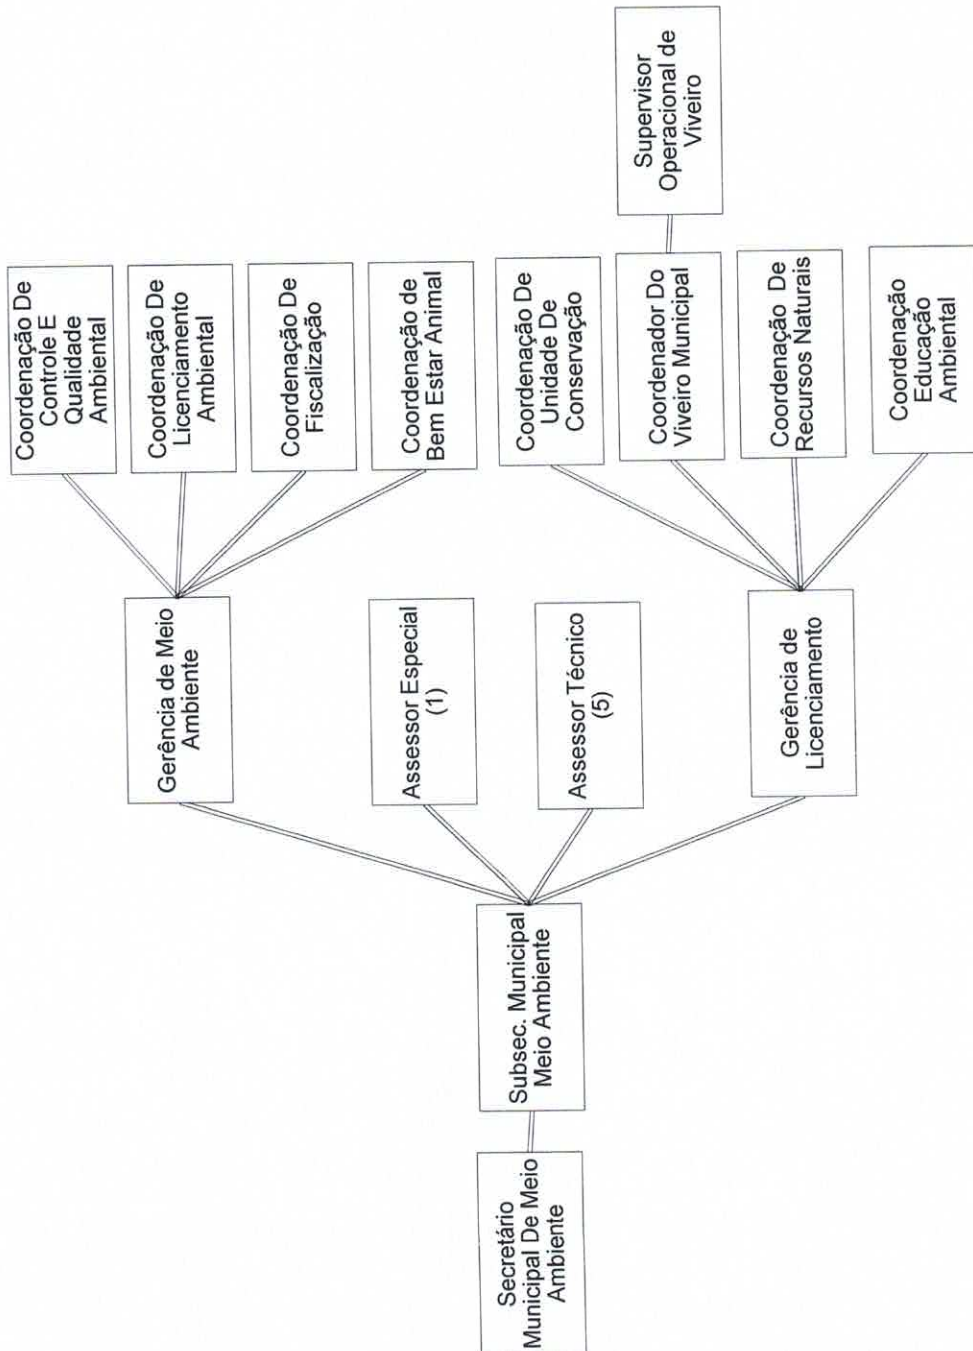 Secretário
Municipal De Meio
Ambiente
Subsec. Municipal
Meio Ambiente
Gerência de Meio
Ambiente
Assessor Especial
(1)
Assessor Técnico
(5)
Gerência de
Licenciamento
Coordenação De
Controle E
Qualidade
Ambiental
Coordenação De
Licenciamento
Ambiental
Coordenação De
Fiscalização
Coordenação de
Bem Estar Animal
Coordenação De
Unidade De
Conservação
Coordenador Do
Viveiro Municipal
Coordenação De
Recursos Naturais
Coordenação
Educação
Ambiental
Supervisor
Operacional de
Viveiro